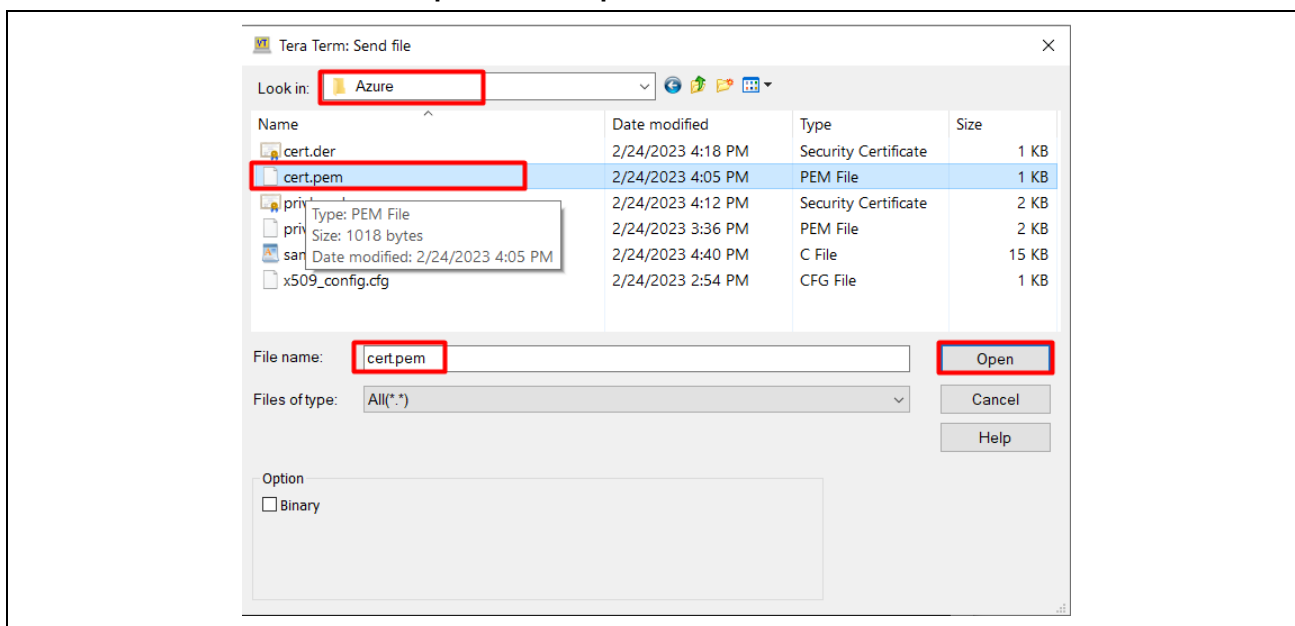 Tera Term: Send file
Look in: Azure
Name Date modified Type Size
cert.der 2/24/2023 4:18 PM Security Certificate 1 KB
cert.pem 2/24/2023 4:05 PM PEM File 1 KB
2/24/2023 4:12 PM Security Certificate 2 KB
Type: PEM File
priv 2/24/2023 3:36 PM PEM File 2 KB
Size: 1018 bytes
san 2/24/2023 4:40 PM C File 15 KB
Date modified: 2/24/2023 4:05 PM
x509_config.cfg 2/24/2023 2:54 PM CFG File 1 KB
File name: cert.pem Open
Files of type: All(*.*) Cancel
Help
Option
Binary